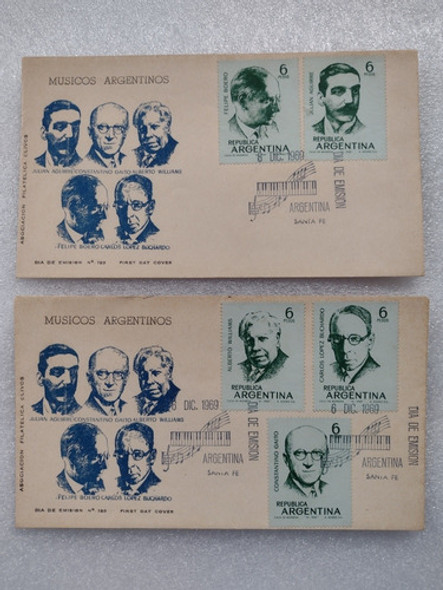 MUSICOS ARGENTINOS
JULIAN AGUIRRE/CONSTANTINO GAITO/ALBERTO WILLIAMS
-FELIPE BOERO-CARLOS LOPEZ BUCHARDO
ASOCIACION FILATELICA CLIVUS
DIA DE EMISION Nº FIRST DAY COVER
FELIPE BOERO
6
PESOS
REPUBLICA
ARGENTINA
JULIAN AGUIRRE
6
PESOS
REPUBLICA
ARGENTINA
6 DIC. 1969
DIA DE EMISION
ARGENTINA
SANTA FE
MUSICOS ARGENTINOS
JULIAN AGUIRRE/CONSTANTINO GAITO/ALBERTO WILLIAMS
-FELIPE BOERO-CARLOS LOPEZ BUCHARDO
ASOCIACION FILATELICA CLIVUS
DIA DE EMISION Nº FIRST DAY COVER
ALBERTO WILLIAMS
6
PESOS
REPUBLICA
ARGENTINA
CARLOS LOPEZ BUCHARDO
6
PESOS
REPUBLICA
ARGENTINA
6 DIC. 1969
DIA DE EMISION
ARGENTINA
SANTA FE
6 DIC. 1969
DIA DE EMISION
ARGENTINA
SANTA FE
CONSTANTINO GAITO
6
REPUBLICA
ARGENTINA